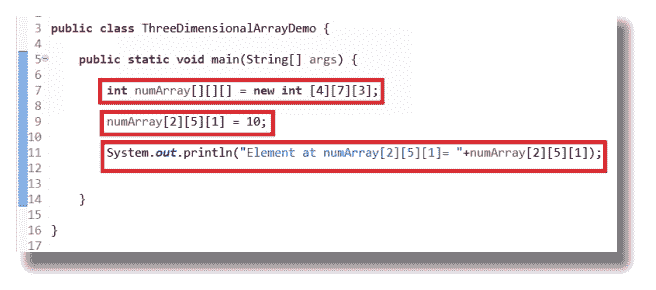 3 public class ThreeDimensionalArrayDemo {
4
5 public static void main(String[] args) {
6
7 int numArray[][][] = new int [4][7][3];
8
9 numArray[2][5][1] = 10;
10
11 System.out.println("Element at numArray[2][5][1]= "+numArray[2][5][1]);
12
13
14 }
15
16 }
17